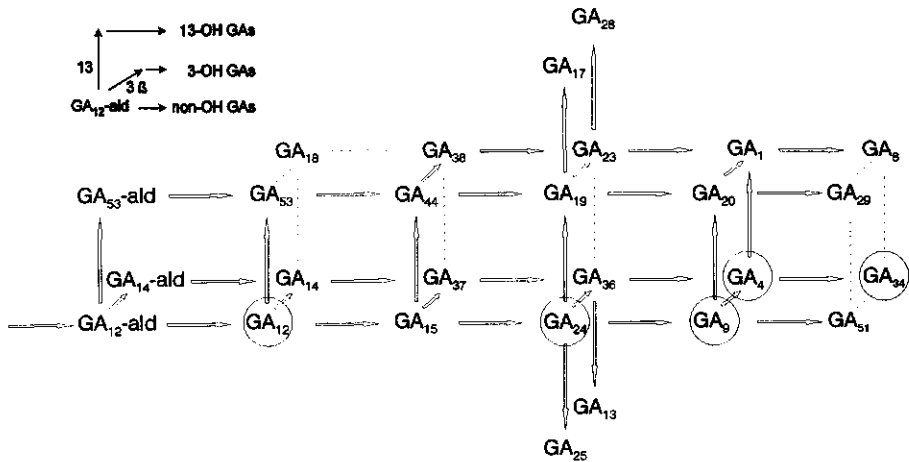 GA28
13-OH GAs
GA17
13
3-OH GAs
3 ß
GA12-ald non-OH GAs
GA18 GA38 GA23 GA1 GA8
GA53-ald GA53 GA44 GA19 GA20 GA29
GA14-ald GA14 GA37 GA36 GA4 GA34
GA12-ald GA12 GA15 GA24 GA9 GA51
GA13
GA25